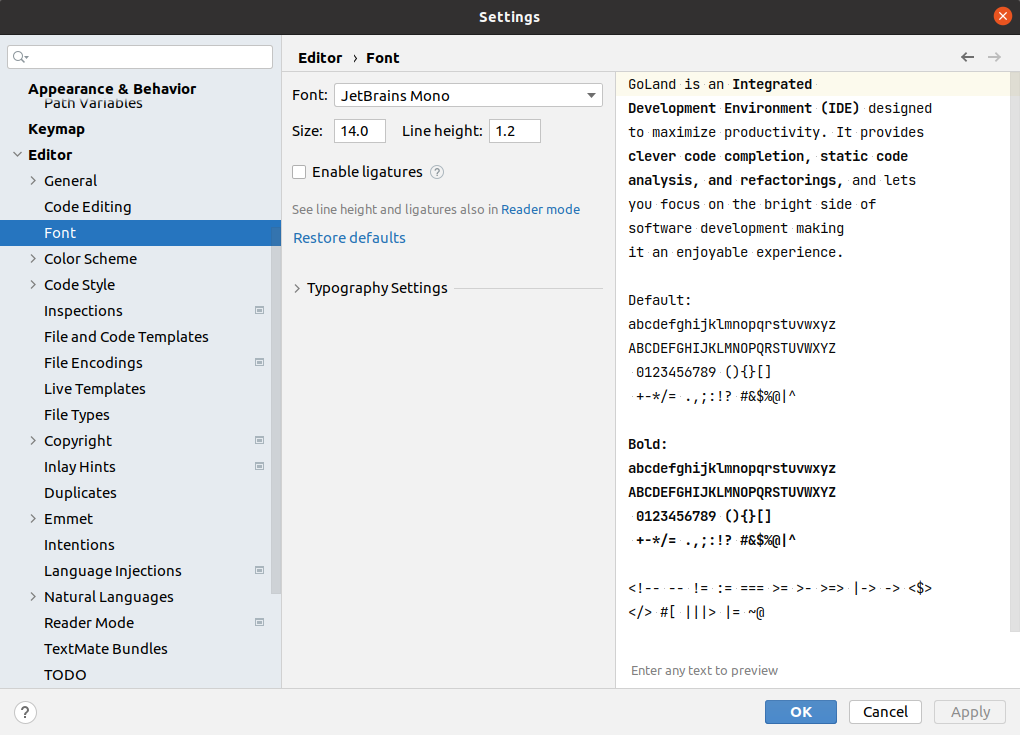 Settings
Appearance & Behavior
Path Variables
Keymap
Editor
General
Code Editing
Font
Color Scheme
Code Style
Inspections
File and Code Templates
File Encodings
Live Templates
File Types
Copyright
Inlay Hints
Duplicates
Emmet
Intentions
Language Injections
Natural Languages
Reader Mode
TextMate Bundles
TODO
Editor › Font
Font: JetBrains Mono
Size: 14.0 Line height: 1.2
Enable ligatures ?
See line height and ligatures also in Reader mode
Restore defaults
Typography Settings
GoLand is an Integrated
Development Environment (IDE) designed
to maximize productivity. It provides
clever code completion, static code
analysis, and refactorings, and lets
you focus on the bright side of
software development making
it an enjoyable experience.
Default:
abcdefghijklmnopqrstuvwxyz
ABCDEFGHIJKLMNOPQRSTUVWXYZ
0123456789 (){}[]
+-*/= .,;:!? #&$%@|^
Bold:
abcdefghijklmnopqrstuvwxyz
ABCDEFGHIJKLMNOPQRSTUVWXYZ
0123456789 (){}[]
+-*/= .,;:!? #&$%@|^
<!-- -- != := === >= >- >=> |-> -> <$>
</> #[ |||> |= ~@
Enter any text to preview
?
OK Cancel Apply